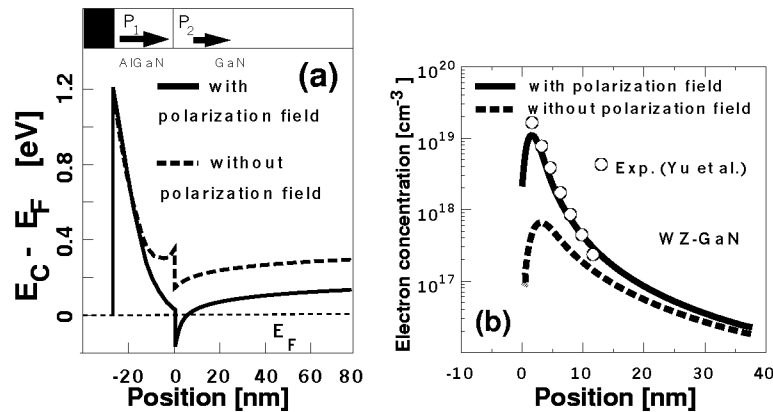 P1 P2
AlGaN GaN
(a)
with
polarization field
without
polarization field
E_C - E_F [eV]
1.2
0.8
0.4
0
E_F
-20 0 20 40 60 80
Position [nm]
10^20
10^19
10^18
10^17
Electron concentration [cm^-3]
with polarization field
without polarization field
Exp. (Yu et al.)
WZ-GaN
(b)
-10 0 10 20 30 40
Position [nm]